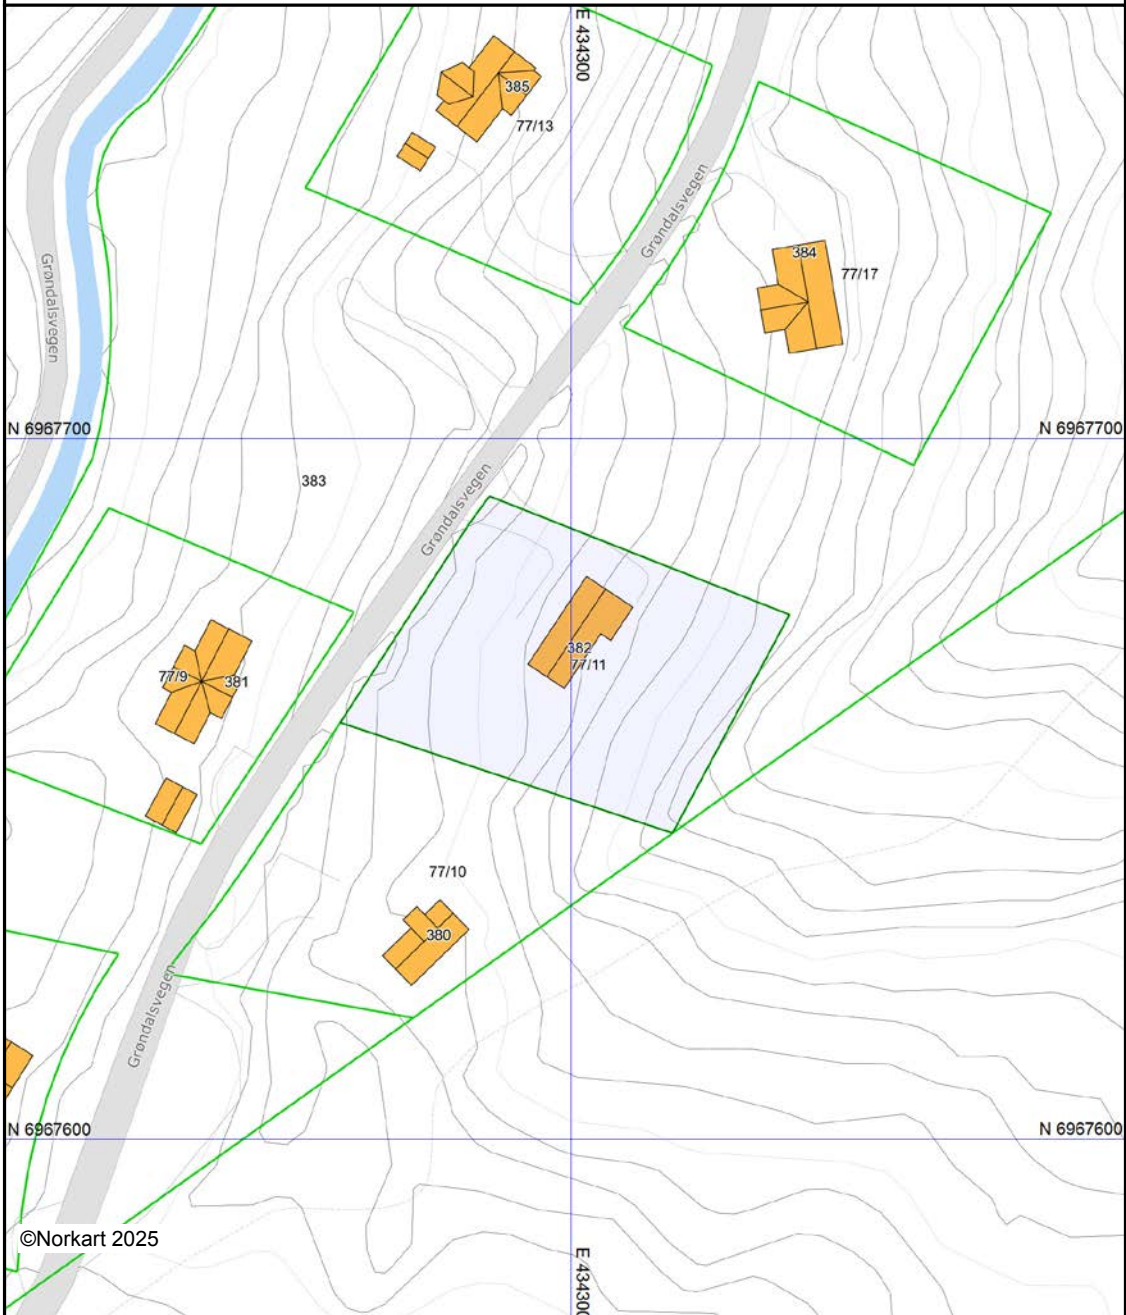 E 434300
385
77/13
Grøndalsvegen
384
77/17
Grøndalsvegen
N 6967700
N 6967700
383
Grøndalsvegen
382
77/11
77/9
381
77/10
380
Grøndalsvegen
N 6967600
N 6967600
©Norkart 2025
E 434300